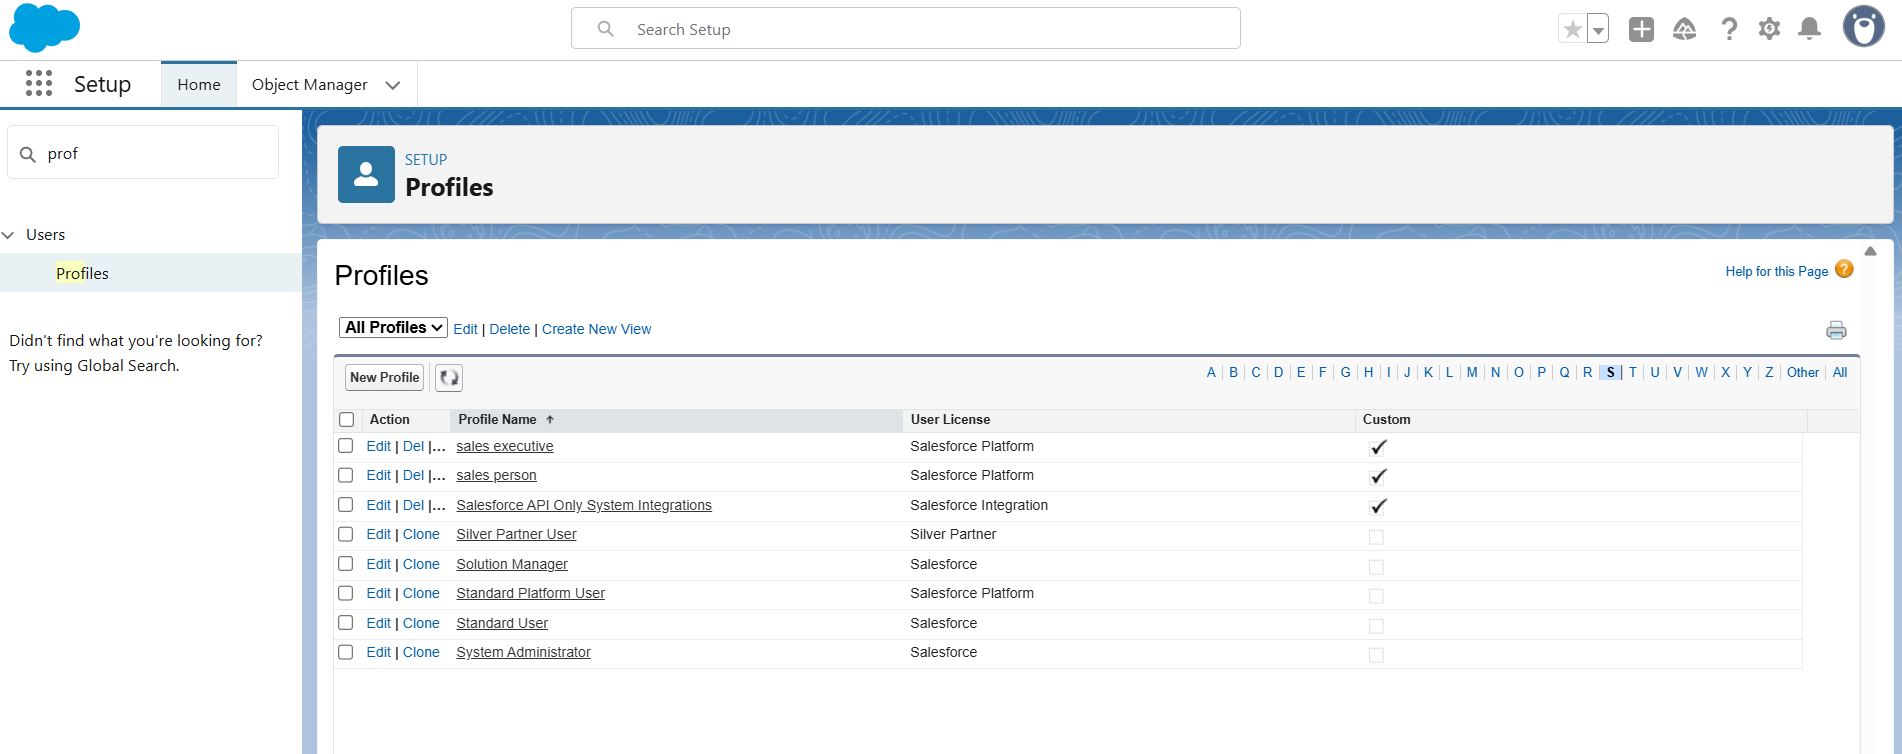 Search Setup
Setup
Home
Object Manager
prof
Users
Profiles
Didn't find what you're looking for?
Try using Global Search.
SETUP
Profiles
Profiles
Help for this Page ?
All Profiles Edit | Delete | Create New View
New Profile
A | B | C | D | E | F | G | H | I | J | K | L | M | N | O | P | Q | R | S | T | U | V | W | X | Y | Z | Other | All
Action Profile Name ↑ User License Custom
Edit | Del |... sales executive Salesforce Platform ✓
Edit | Del |... sales person Salesforce Platform ✓
Edit | Del |... Salesforce API Only System Integrations Salesforce Integration ✓
Edit | Clone Silver Partner User Silver Partner
Edit | Clone Solution Manager Salesforce
Edit | Clone Standard Platform User Salesforce Platform
Edit | Clone Standard User Salesforce
Edit | Clone System Administrator Salesforce